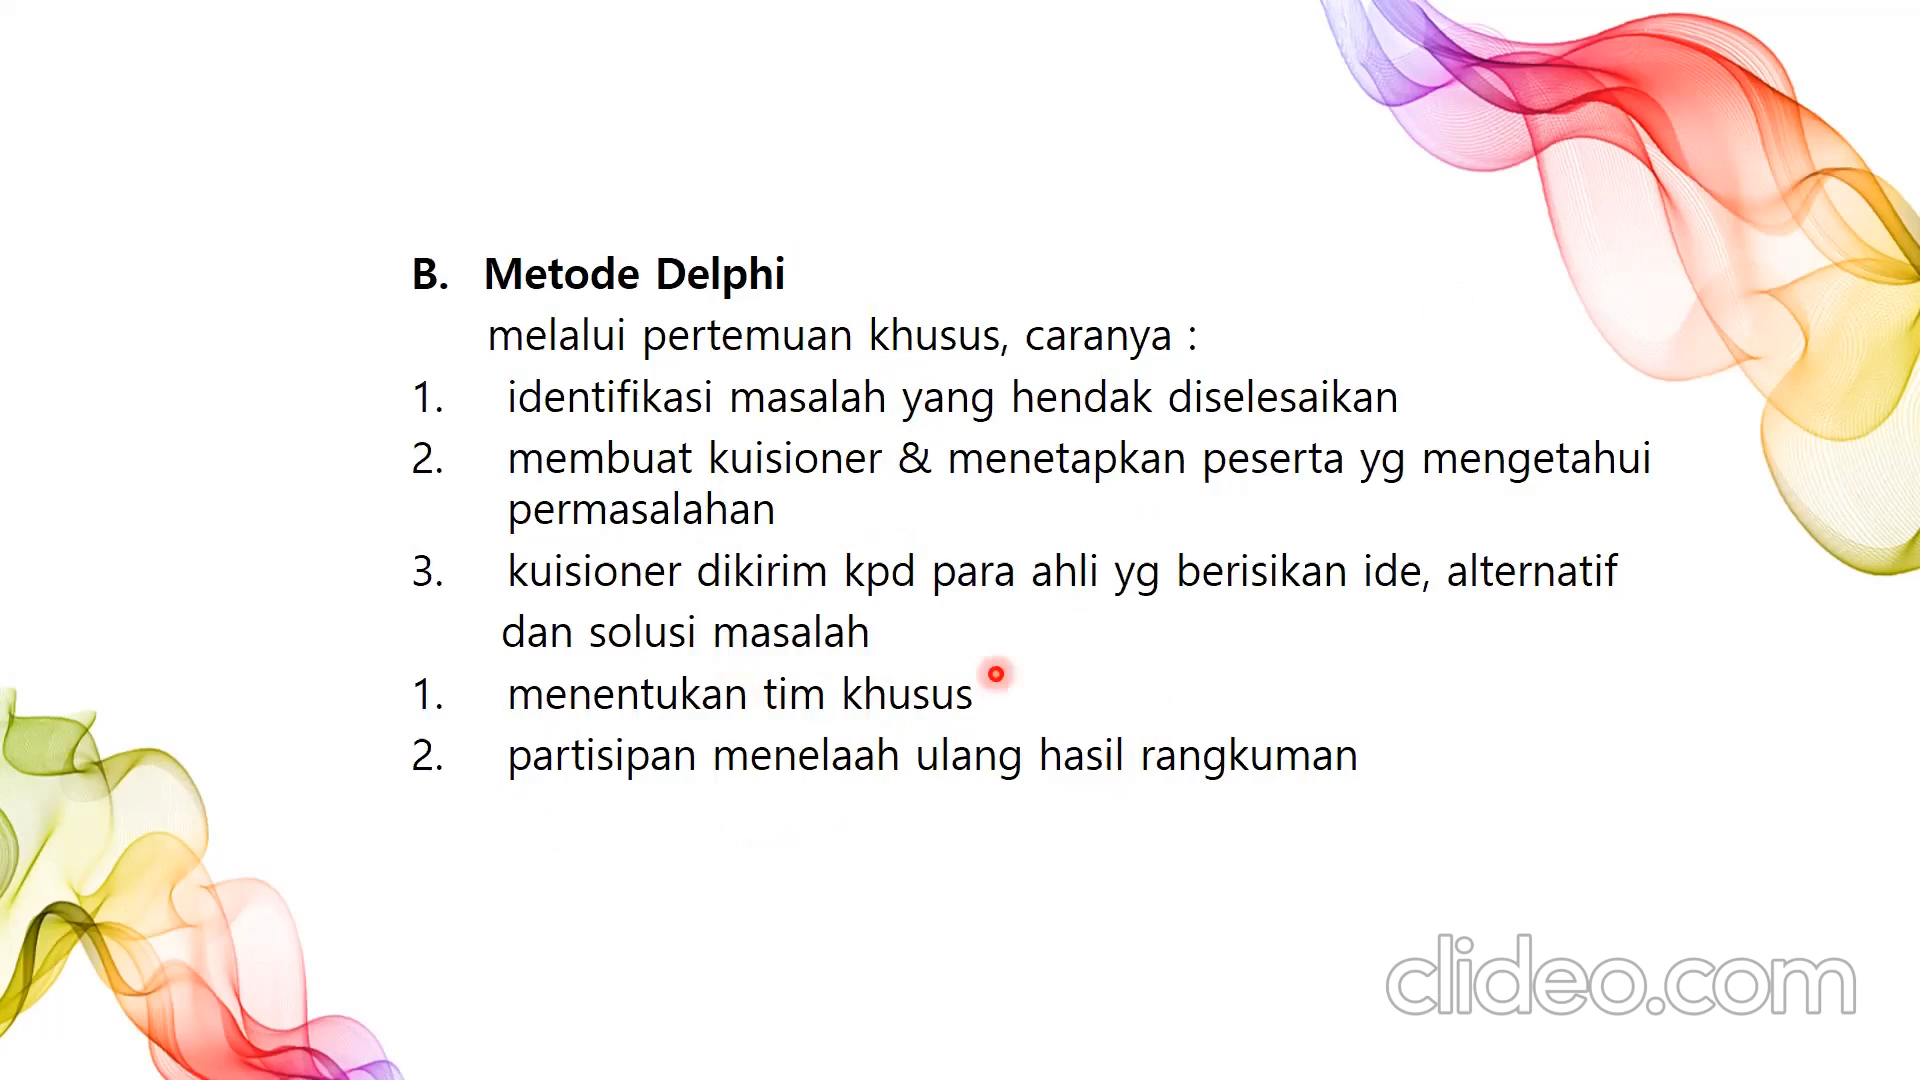 B. Metode Delphi
melalui pertemuan khusus, caranya :
1. identifikasi masalah yang hendak diselesaikan
2. membuat kuisioner & menetapkan peserta yg mengetahui
permasalahan
3. kuisioner dikirim kpd para ahli yg berisikan ide, alternatif
dan solusi masalah
1. menentukan tim khusus
2. partisipan menelaah ulang hasil rangkuman
clideo.com